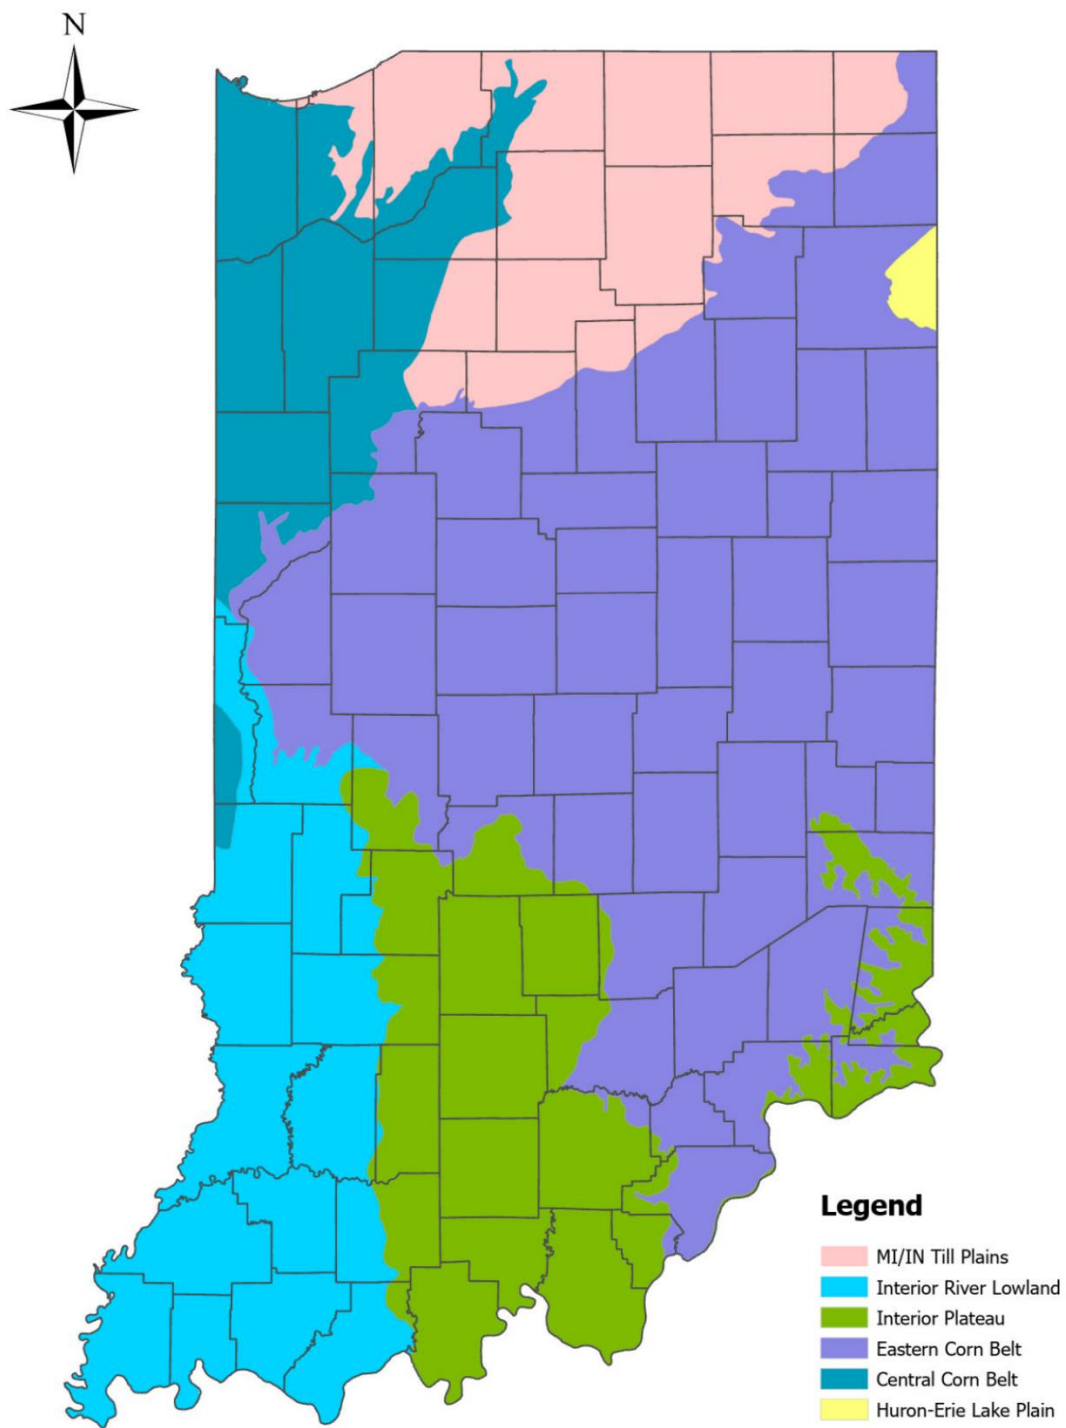 N
Legend
MI/IN Till Plains
Interior River Lowland
Interior Plateau
Eastern Corn Belt
Central Corn Belt
Huron-Erie Lake Plain